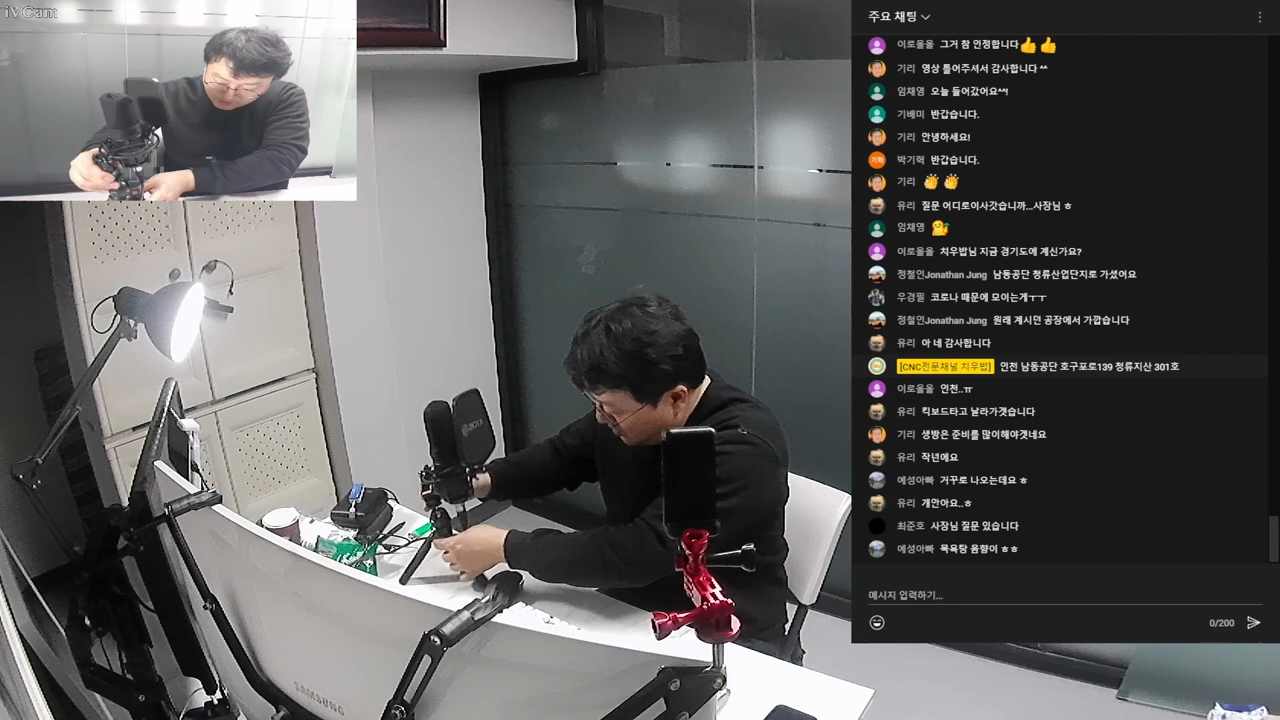 iVCam
주요 채팅
이로울울 그거 참 인정합니다👍👍
기리 영상 틀어주셔서 감사합니다 ^^
임채영 오늘 들어갔어요^^!
기배미 반갑습니다.
기리 안녕하세요!
기혁 박기혁 반갑습니다.
기리 👏👏
유리 질문 어디로이사갓습니까...사장님 ㅎ
임채영
이로울울 치우밥님 지금 경기도에 계신가요?
정철인Jonathan Jung 남동공단 청류산업단지로 가셨어요
우경필 코로나 때문에 모이는게ㅜㅜ
정철인Jonathan Jung 원래 계시던 공장에서 가깝습니다
유리 아 네 감사합니다
[CNC전문채널 치우밥] 인천 남동공단 호구포로139 청류지산 301호
이로울울 인천..ㅠ
유리 킥보드타고 날라가겟습니다
기리 생방은 준비를 많이해야겟네요
유리 작년에요
예성아빠 거꾸로 나오는데요 ㅎ
유리 개안아요..ㅎ
최준호 사장님 질문 있습니다
예성아빠 목욕탕 음향이 ㅎㅎ
메시지 입력하기...
0/200
SAMSUNG